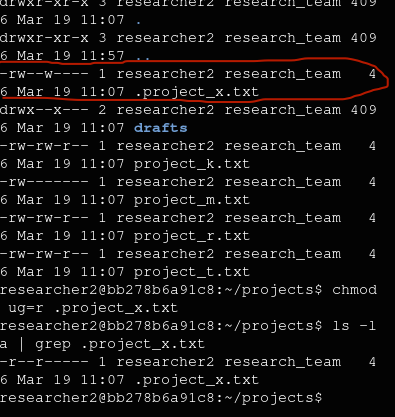 drwxr-xr-x 3 researcher2 research_team 409
6 Mar 19 11:07 .
drwxr-xr-x 3 researcher2 research_team 409
6 Mar 19 11:57 ..
-rw--w---- 1 researcher2 research_team   4
6 Mar 19 11:07 .project_x.txt
drwx--x--- 2 researcher2 research_team 409
6 Mar 19 11:07 drafts
-rw-rw-r-- 1 researcher2 research_team   4
6 Mar 19 11:07 project_k.txt
-rw------- 1 researcher2 research_team   4
6 Mar 19 11:07 project_m.txt
-rw-rw-r-- 1 researcher2 research_team   4
6 Mar 19 11:07 project_r.txt
-rw-rw-r-- 1 researcher2 research_team   4
6 Mar 19 11:07 project_t.txt
researcher2@bb278b6a91c8:~/projects$ chmod
 ug=r .project_x.txt
researcher2@bb278b6a91c8:~/projects$ ls -l
a | grep .project_x.txt
-r--r----- 1 researcher2 research_team   4
6 Mar 19 11:07 .project_x.txt
researcher2@bb278b6a91c8:~/projects$